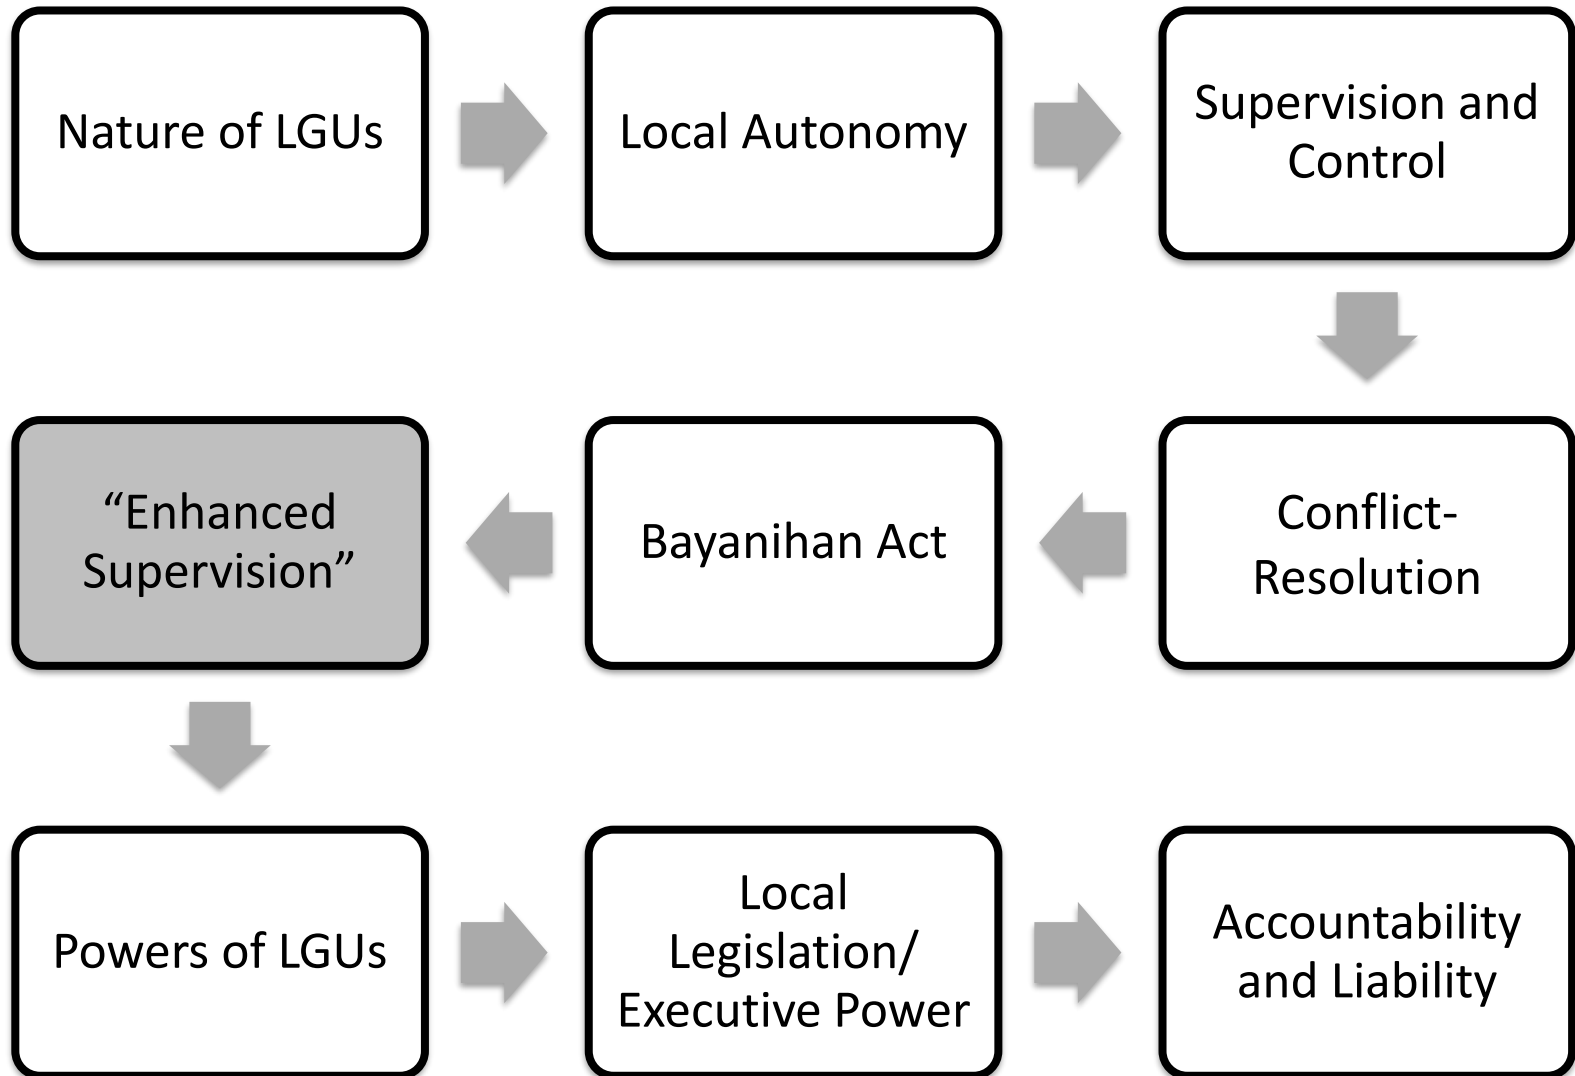 Nature of LGUs
Local Autonomy
Supervision and
Control
Conflict-
Resolution
Bayanihan Act
“Enhanced
Supervision”
Powers of LGUs
Local
Legislation/
Executive Power
Accountability
and Liability